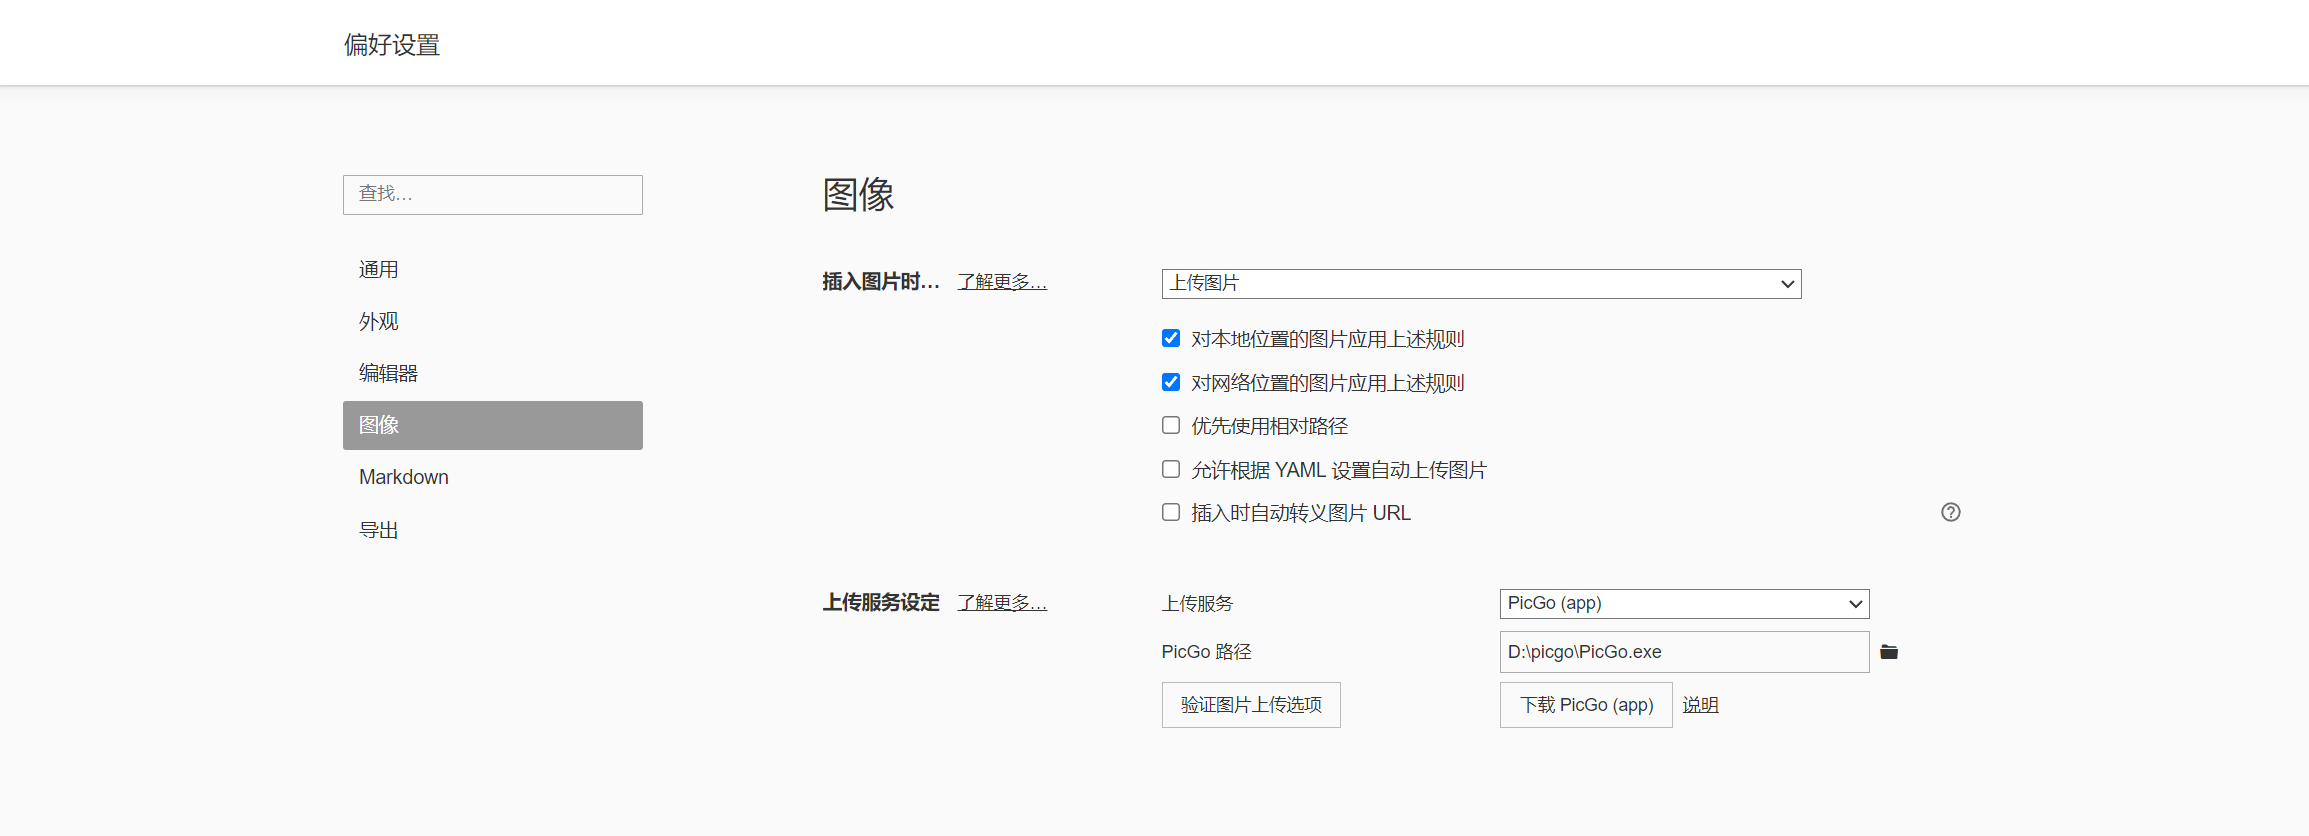 偏好设置
查找...
通用
外观
编辑器
图像
Markdown
导出
图像
插入图片时... 了解更多...
上传图片
对本地位置的图片应用上述规则
对网络位置的图片应用上述规则
优先使用相对路径
允许根据 YAML 设置自动上传图片
插入时自动转义图片 URL
上传服务设定 了解更多...
上传服务 PicGo (app)
PicGo 路径 D:\picgo\PicGo.exe
验证图片上传选项 下载 PicGo (app) 说明